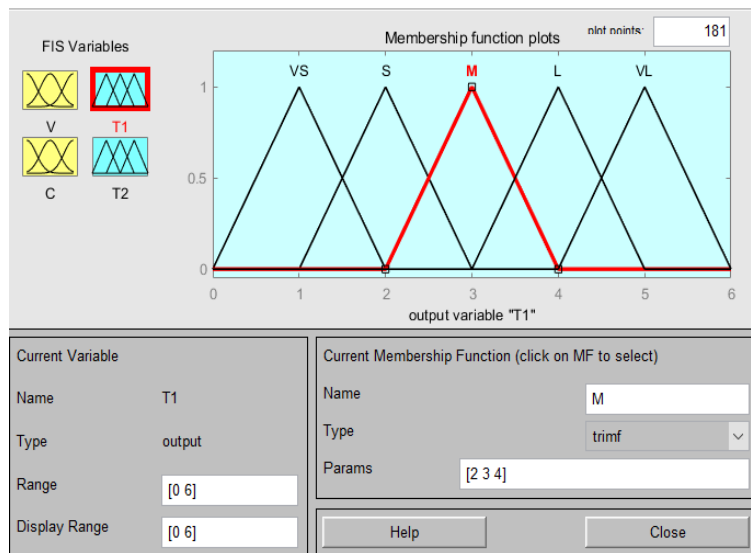 FIS Variables
V
T1
C
T2
Membership function plots
plot points:
181
VS
S
M
L
VL
1
0.5
0
0
1
2
3
4
5
6
output variable "T1"
Current Variable
Name
T1
Type
output
Range
[0 6]
Display Range
[0 6]
Current Membership Function (click on MF to select)
Name
M
Type
trimf
Params
[2 3 4]
Help
Close